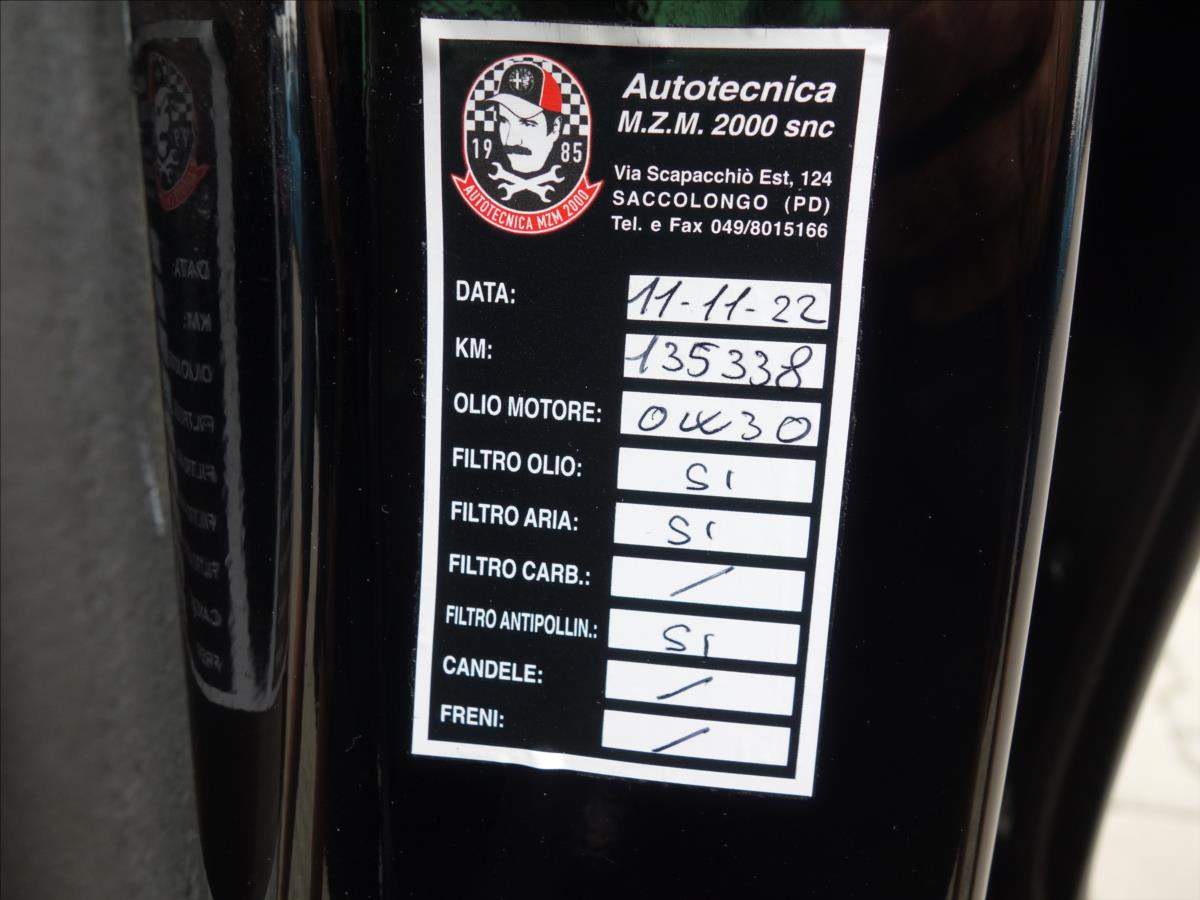 Autotecnica
M.Z.M. 2000 snc
19 85
AUTOTECNICA MZM 2000
Via Scapacchiò Est, 124
SACCOLONGO (PD)
Tel. e Fax 049/8015166
DATA: 11-11-22
KM: 135338
OLIO MOTORE: 0W30
FILTRO OLIO: SI
FILTRO ARIA: SI
FILTRO CARB.: /
FILTRO ANTIPOLLIN.: SI
CANDELE: /
FRENI: /